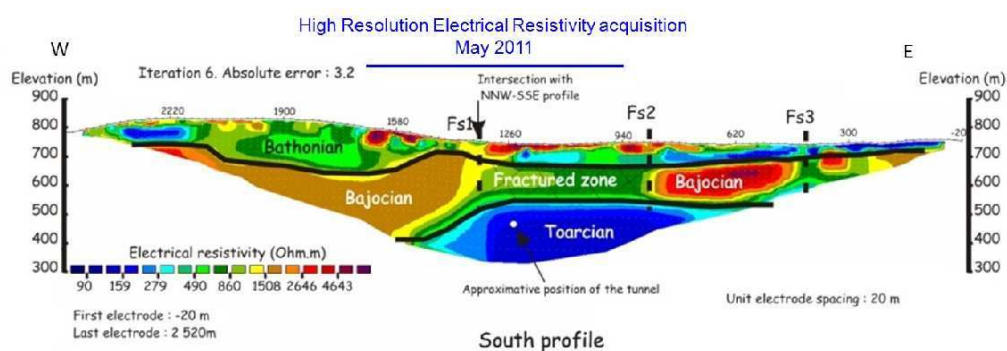 High Resolution Electrical Resistivity acquisition
May 2011
W
E
Elevation (m)
Iteration 6. Absolute error : 3.2
Intersection with
NNW-SSE profile
Elevation (m)
900
800
700
600
500
400
300
2220
1900
1580
1260
940
620
300
-20
Fs1
Fs2
Fs3
900
800
700
600
500
400
300
Bathonian
Bajocian
Fractured zone
Bajocian
Toarcian
Electrical resistivity (Ohm.m)
90 159 279 490 860 1508 2646 4643
Approximative position of the tunnel
Unit electrode spacing : 20 m
First electrode : -20 m
Last electrode : 2 520m
South profile